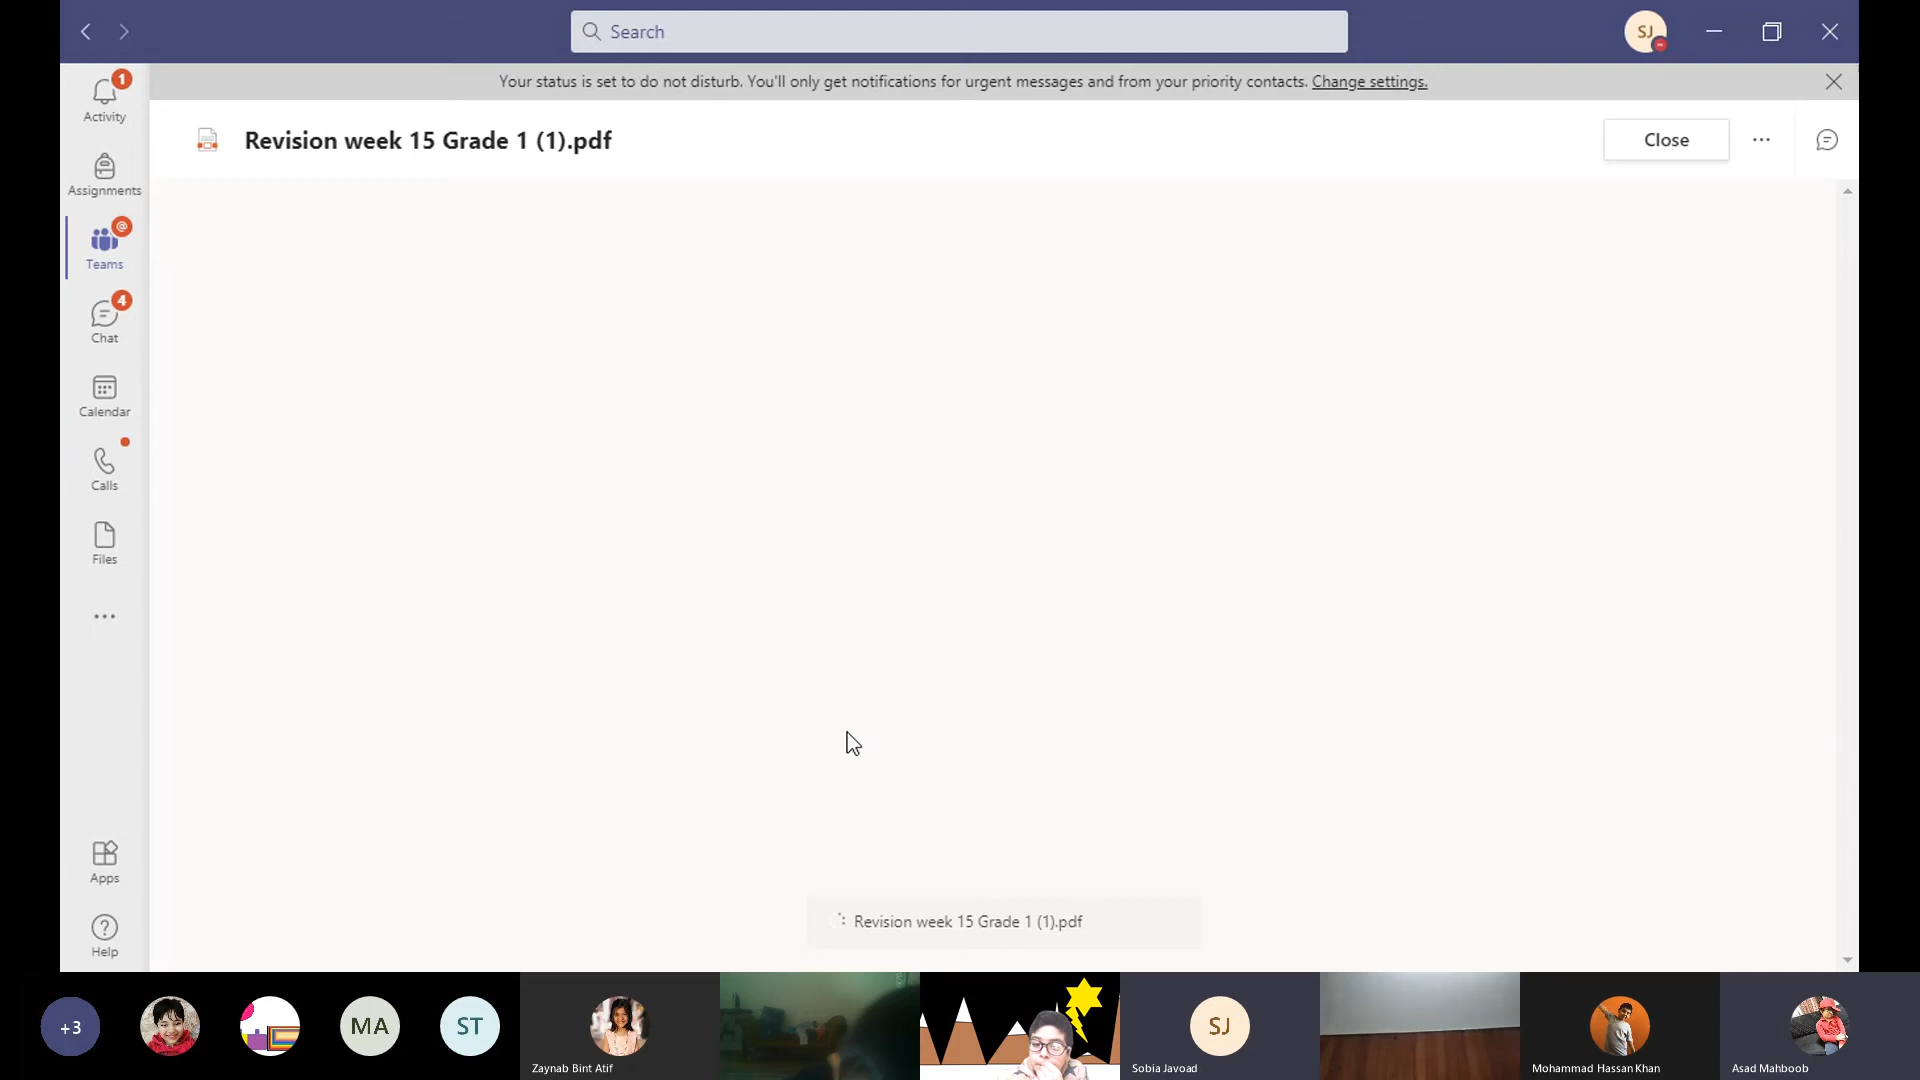 Search
SJ
Your status is set to do not disturb. You'll only get notifications for urgent messages and from your priority contacts. Change settings.
1
Activity
Revision week 15 Grade 1 (1).pdf
Close
Assignments
@
Teams
4
Chat
Calendar
Calls
Files
Apps
Revision week 15 Grade 1 (1).pdf
Help
+3
MA
ST
SJ
Zaynab Bint Atif
Sobia Javoad
Mohammad Hassan Khan
Asad Mahboob